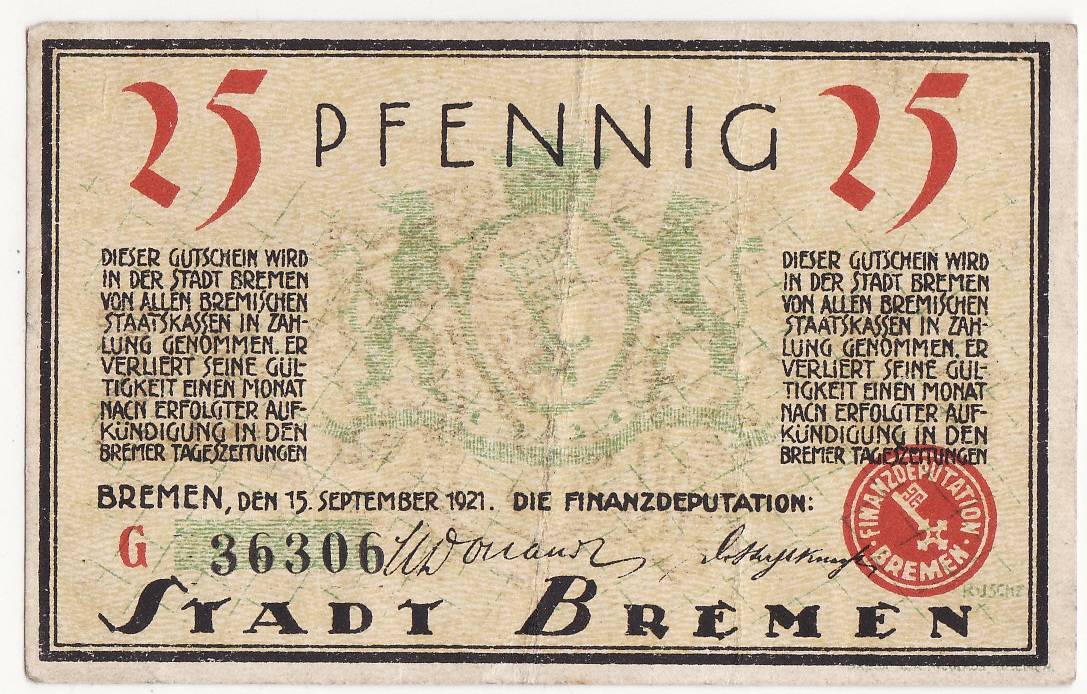 25 PFENNIG 25
DIESER GUTSCHEIN WIRD
IN DER STADT BREMEN
VON ALLEN BREMISCHEN
STAATSKASSEN IN ZAH-
LUNG GENOMMEN. ER
VERLIERT SEINE GÜL-
TIGKEIT EINEN MONAT
NACH ERFOLGTER AUF-
KÜNDIGUNG IN DEN
BREMER TAGESZEITUNGEN
DIESER GUTSCHEIN WIRD
IN DER STADT BREMEN
VON ALLEN BREMISCHEN
STAATSKASSEN IN ZAH-
LUNG GENOMMEN. ER
VERLIERT SEINE GÜL-
TIGKEIT EINEN MONAT
NACH ERFOLGTER AUF-
KÜNDIGUNG IN DEN
BREMER TAGESZEITUNGEN
1921
BREMEN, DEN 15. SEPTEMBER 1921. DIE FINANZDEPUTATION:
G 36306
FINANZDEPUTATION
BREMEN
STADT BREMEN